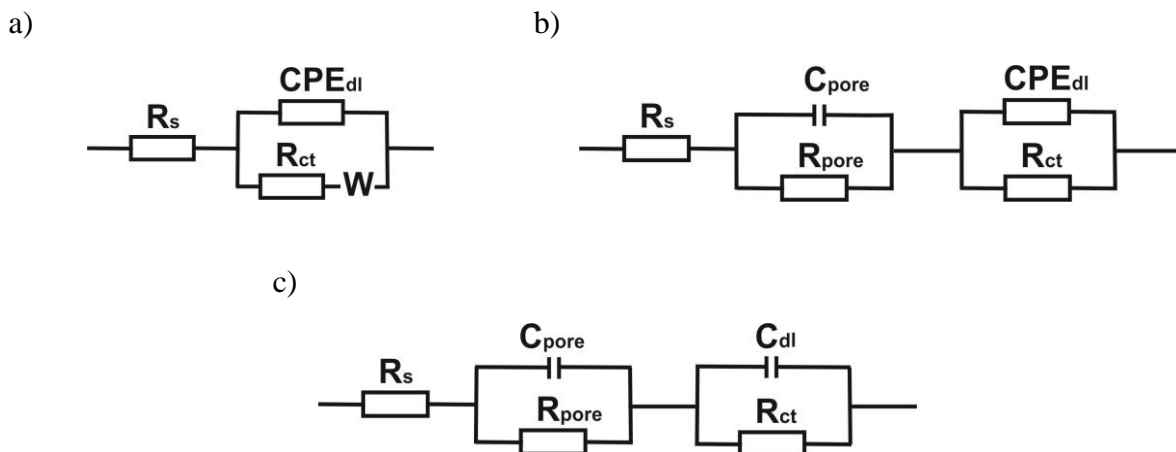 a)
CPEdl
Rs
Rct
W
b)
Cpore
CPEdl
Rs
Rpore
Rct
c)
Cpore
Cdl
Rs
Rpore
Rct